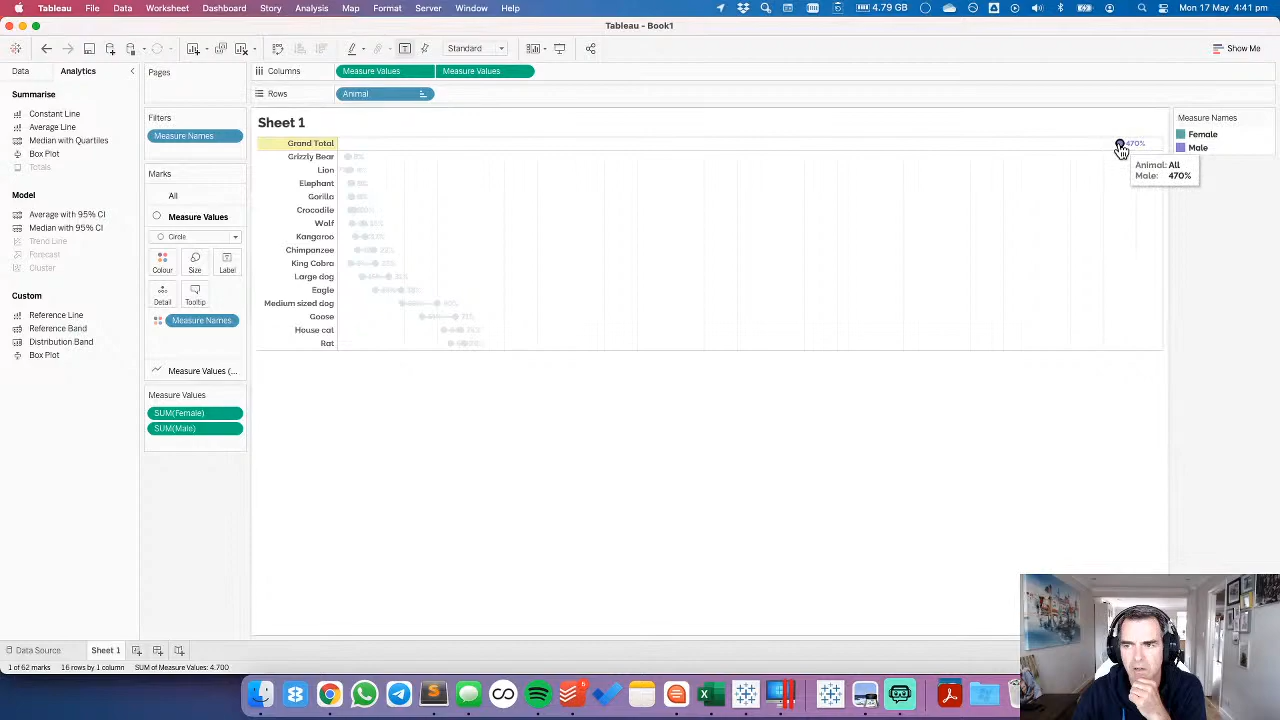 Tableau File Data Worksheet Dashboard Story Analysis Map Format Server Window Help 4.79 GB Mon 17 May 4:41 pm
Tableau - Book1
Standard Show Me
Data Analytics Pages Columns Measure Values Measure Values
Summarise Rows Animal
Constant Line
Average Line
Median with Quartiles
Box Plot
Totals
Model
Average with 95% CI
Median with 95% CI
Trend Line
Forecast
Cluster
Custom
Reference Line
Reference Band
Distribution Band
Box Plot
Filters
Measure Names
Marks
All
Measure Values
Circle
Colour Size Label
Detail Tooltip
Measure Names
Measure Values (...
Measure Values
SUM(Female)
SUM(Male)
Sheet 1
Grand Total 470%
Grizzly Bear
Lion
Elephant
Gorilla
Crocodile
Wolf
Kangaroo
Chimpanzee
King Cobra
Large dog
Eagle
Medium sized dog
Goose
House cat
Rat
Animal: All
Male: 470%
Measure Names
Female
Male
Data Source Sheet 1
1 of 62 marks 16 rows by 1 column SUM of Measure Values: 4.700